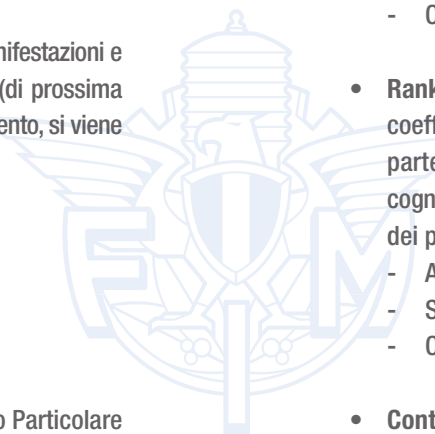 nifestazioni e
(di prossima
ento, si viene
o Particolare
- C
• Rank
coeff
parte
cogn
dei p
- A
- S
- C
• Cont
F M